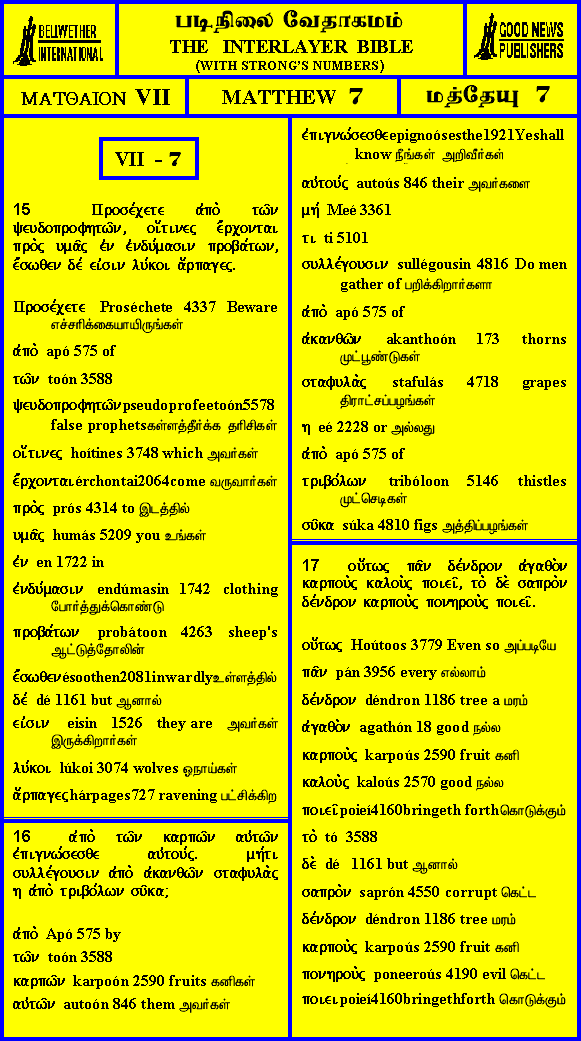 BELLWETHER
INTERNATIONAL
படிநிலை வேதாகமம்
THE INTERLAYER BIBLE
(WITH STRONG'S NUMBERS)
GOOD NEWS
PUBLISHERS
ΜΑΤΘΑΙΟΝ VII
MATTHEW 7
மத்தேயு 7
VII - 7
15 Προσέχετε ἀπὸ τῶν
ψευδοπροφητῶν, οἵτινες ἔρχονται
πρὸς υμᾶς ἐν ἐνδύμασιν προβάτων,
ἔσωθεν δέ εἰσιν λύκοι ἅρπαγες.
Προσέχετε Proséchete 4337 Beware
எச்சரிக்கையாயிருங்கள்
ἀπὸ apó 575 of
τῶν toón 3588
ψευδοπροφητῶν pseudoprofeetoón5578
false prophetsகள்ளத்தீர்க்க தரிசிகள்
οἵτινες hoítines 3748 which அவர்கள்
ἔρχονται érchontai2064come வருவார்கள்
πρὸς prós 4314 to இடத்தில்
υμᾶς humás 5209 you உங்கள்
ἐν en 1722 in
ἐνδύμασιν endúmasin 1742 clothing
போர்த்துக்கொண்டு
προβάτων probátoon 4263 sheep's
ஆட்டுத்தோலின்
ἔσωθεν ésoothen2081inwardlyஉள்ளத்தில்
δέ dé 1161 but ஆனால்
εἰσιν eisin 1526 they are அவர்கள்
இருக்கிறார்கள்
λύκοι lúkoi 3074 wolves ஓநாய்கள்
ἅρπαγες hárpages727 ravening பட்சிக்கிற
16 ἀπὸ τῶν καρπῶν αὐτῶν
ἐπιγνώσεσθε αὐτούς. μήτι
συλλέγουσιν ἀπὸ ἀκανθῶν σταφυλὰς
η ἀπὸ τριβόλων σῦκα;
ἀπὸ Apó 575 by
τῶν toón 3588
καρπῶν karpoón 2590 fruits கனிகள்
αὐτῶν autoón 846 them அவர்கள்
ἐπιγνώσεσθε epignoósesthe1921Yeshall
know நீங்கள் அறிவீர்கள்
αὐτούς autoús 846 their அவர்களை
μή Meé 3361
τι ti 5101
συλλέγουσιν sullégousin 4816 Do men
gather of பறிக்கிறார்களா
ἀπὸ apó 575 of
ἀκανθῶν akanthoón 173 thorns
முட்பூண்டுகள்
σταφυλὰς stafulás 4718 grapes
திராட்சப்பழங்கள்
η eé 2228 or அல்லது
ἀπὸ apó 575 of
τριβόλων tribóloon 5146 thistles
முட்செடிகள்
σῦκα súka 4810 figs அத்திப்பழங்கள்
17 οὕτως πᾶν δένδρον ἀγαθὸν
καρποὺς καλοὺς ποιεῖ, τὸ δὲ σαπρὸν
δένδρον καρποὺς πονηροὺς ποιεῖ.
οὕτως Hoútoos 3779 Even so அப்படியே
πᾶν pán 3956 every எல்லாம்
δένδρον déndron 1186 tree a மரம்
ἀγαθὸν agathón 18 good நல்ல
καρποὺς karpoús 2590 fruit கனி
καλοὺς kaloús 2570 good நல்ல
ποιεῖ poieí4160bringeth forthகொடுக்கும்
τὸ tó 3588
δὲ dé 1161 but ஆனால்
σαπρὸν saprón 4550 corrupt கெட்ட
δένδρον déndron 1186 tree மரம்
καρποὺς karpoús 2590 fruit கனி
πονηροὺς poneeroús 4190 evil கெட்ட
ποιει poieí4160bringethforth கொடுக்கும்